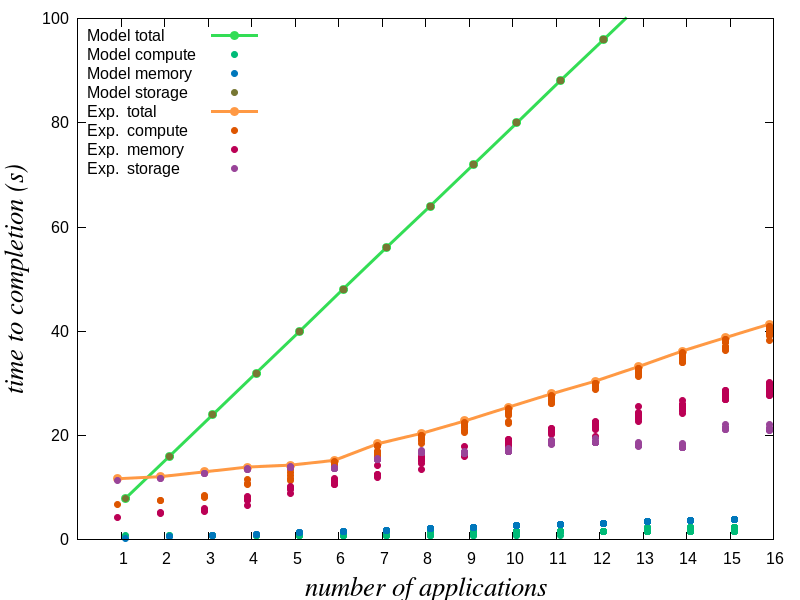 100
80
60
40
20
0
time to completion (s)
Model total
Model compute
Model memory
Model storage
Exp. total
Exp. compute
Exp. memory
Exp. storage
1 2 3 4 5 6 7 8 9 10 11 12 13 14 15 16
number of applications